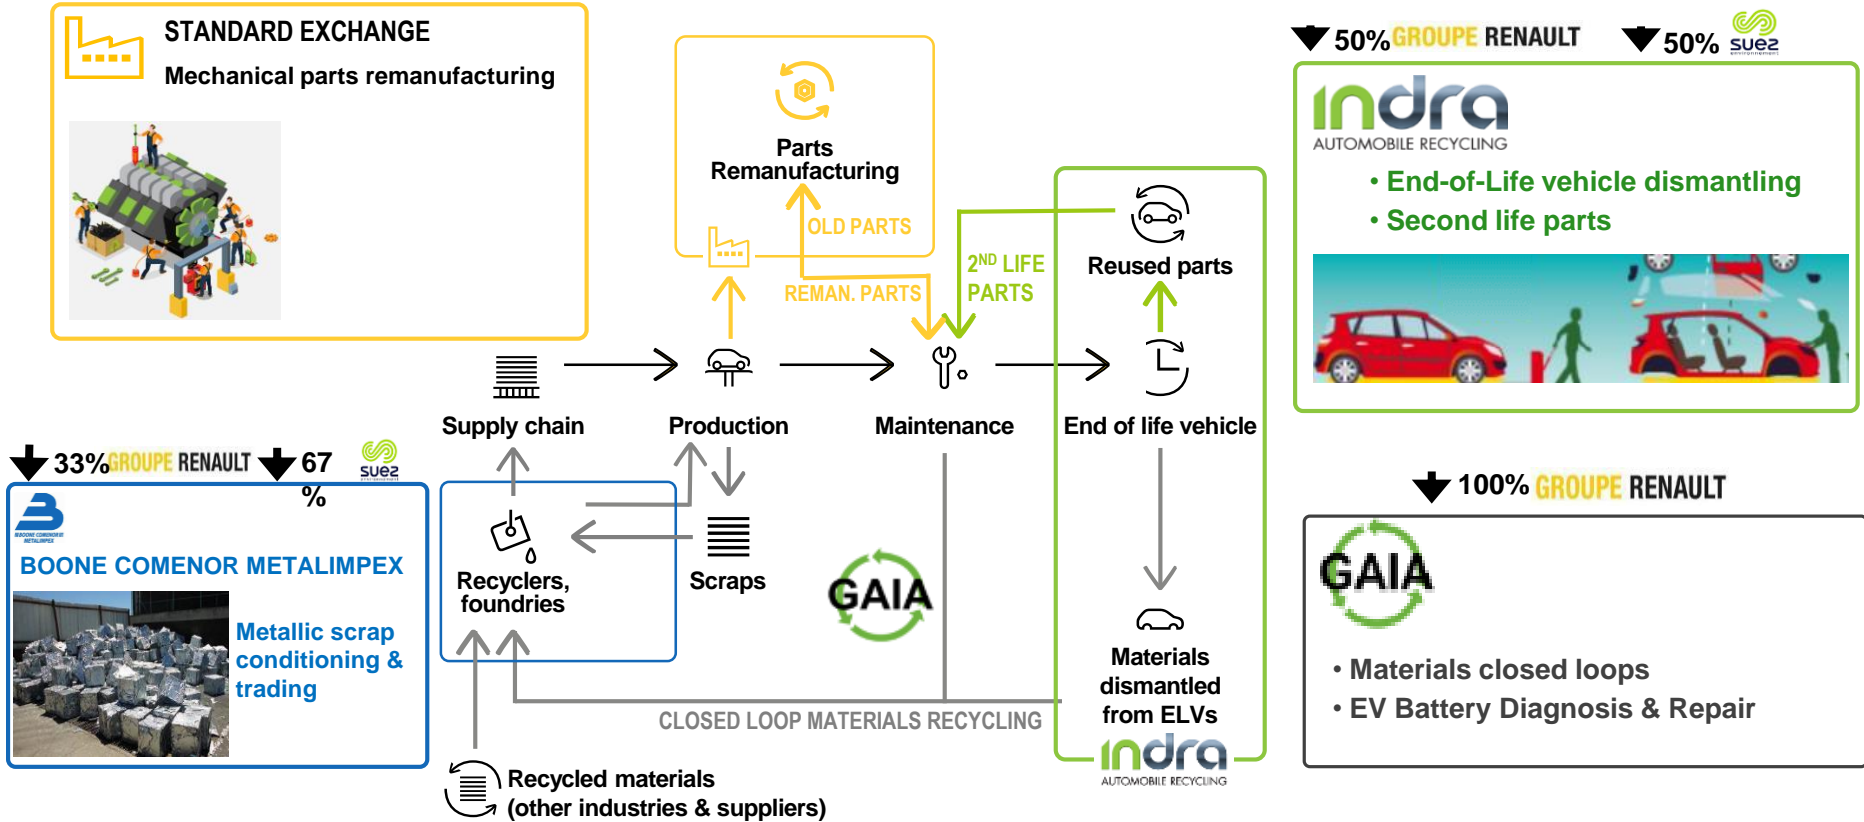 STANDARD EXCHANGE
Mechanical parts remanufacturing
Parts
Remanufacturing
OLD PARTS
REMAN. PARTS
2ND LIFE
PARTS
Reused parts
50% GROUPE RENAULT
50% suez
indra
AUTOMOBILE RECYCLING
• End-of-Life vehicle dismantling
• Second life parts
Supply chain
Production
Maintenance
End of life vehicle
33% GROUPE RENAULT
67
%
suez
BOONE COMENOR METALIMPEX
Metallic scrap
conditioning &
trading
Recyclers,
foundries
Scraps
GAIA
Materials
dismantled
from ELVs
indra
AUTOMOBILE RECYCLING
CLOSED LOOP MATERIALS RECYCLING
Recycled materials
(other industries & suppliers)
100% GROUPE RENAULT
GAIA
• Materials closed loops
• EV Battery Diagnosis & Repair